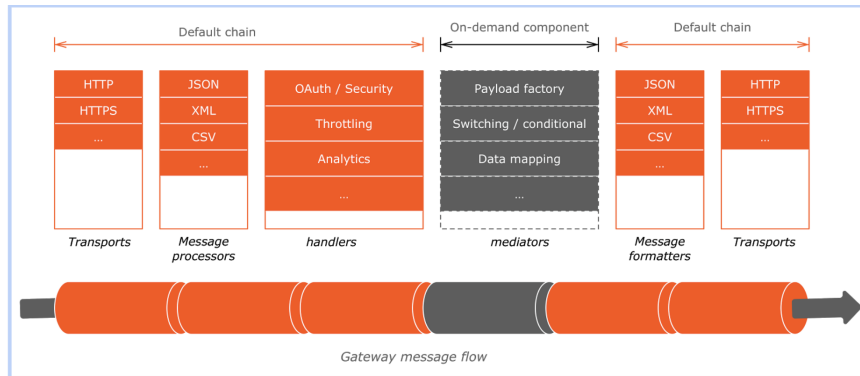 Default chain
On-demand component
Default chain
HTTP
HTTPS
...
Transports
JSON
XML
CSV
...
Message
processors
OAuth / Security
Throttling
Analytics
...
handlers
Payload factory
Switching / conditional
Data mapping
...
mediators
JSON
XML
CSV
...
Message
formatters
HTTP
HTTPS
...
Transports
Gateway message flow